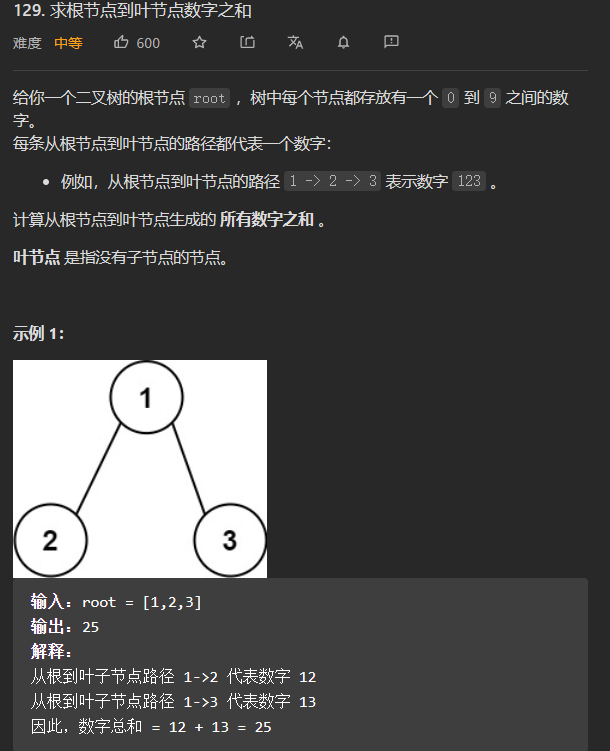 129. 求根节点到叶节点数字之和
难度 中等 600
给你一个二叉树的根节点 root ，树中每个节点都存放有一个 0 到 9 之间的数
字。
每条从根节点到叶节点的路径都代表一个数字：
• 例如，从根节点到叶节点的路径 1 -> 2 -> 3 表示数字 123 。
计算从根节点到叶节点生成的 所有数字之和 。
叶节点 是指没有子节点的节点。
示例 1：
1
2 3
输入：root = [1,2,3]
输出：25
解释：
从根到叶子节点路径 1->2 代表数字 12
从根到叶子节点路径 1->3 代表数字 13
因此，数字总和 = 12 + 13 = 25